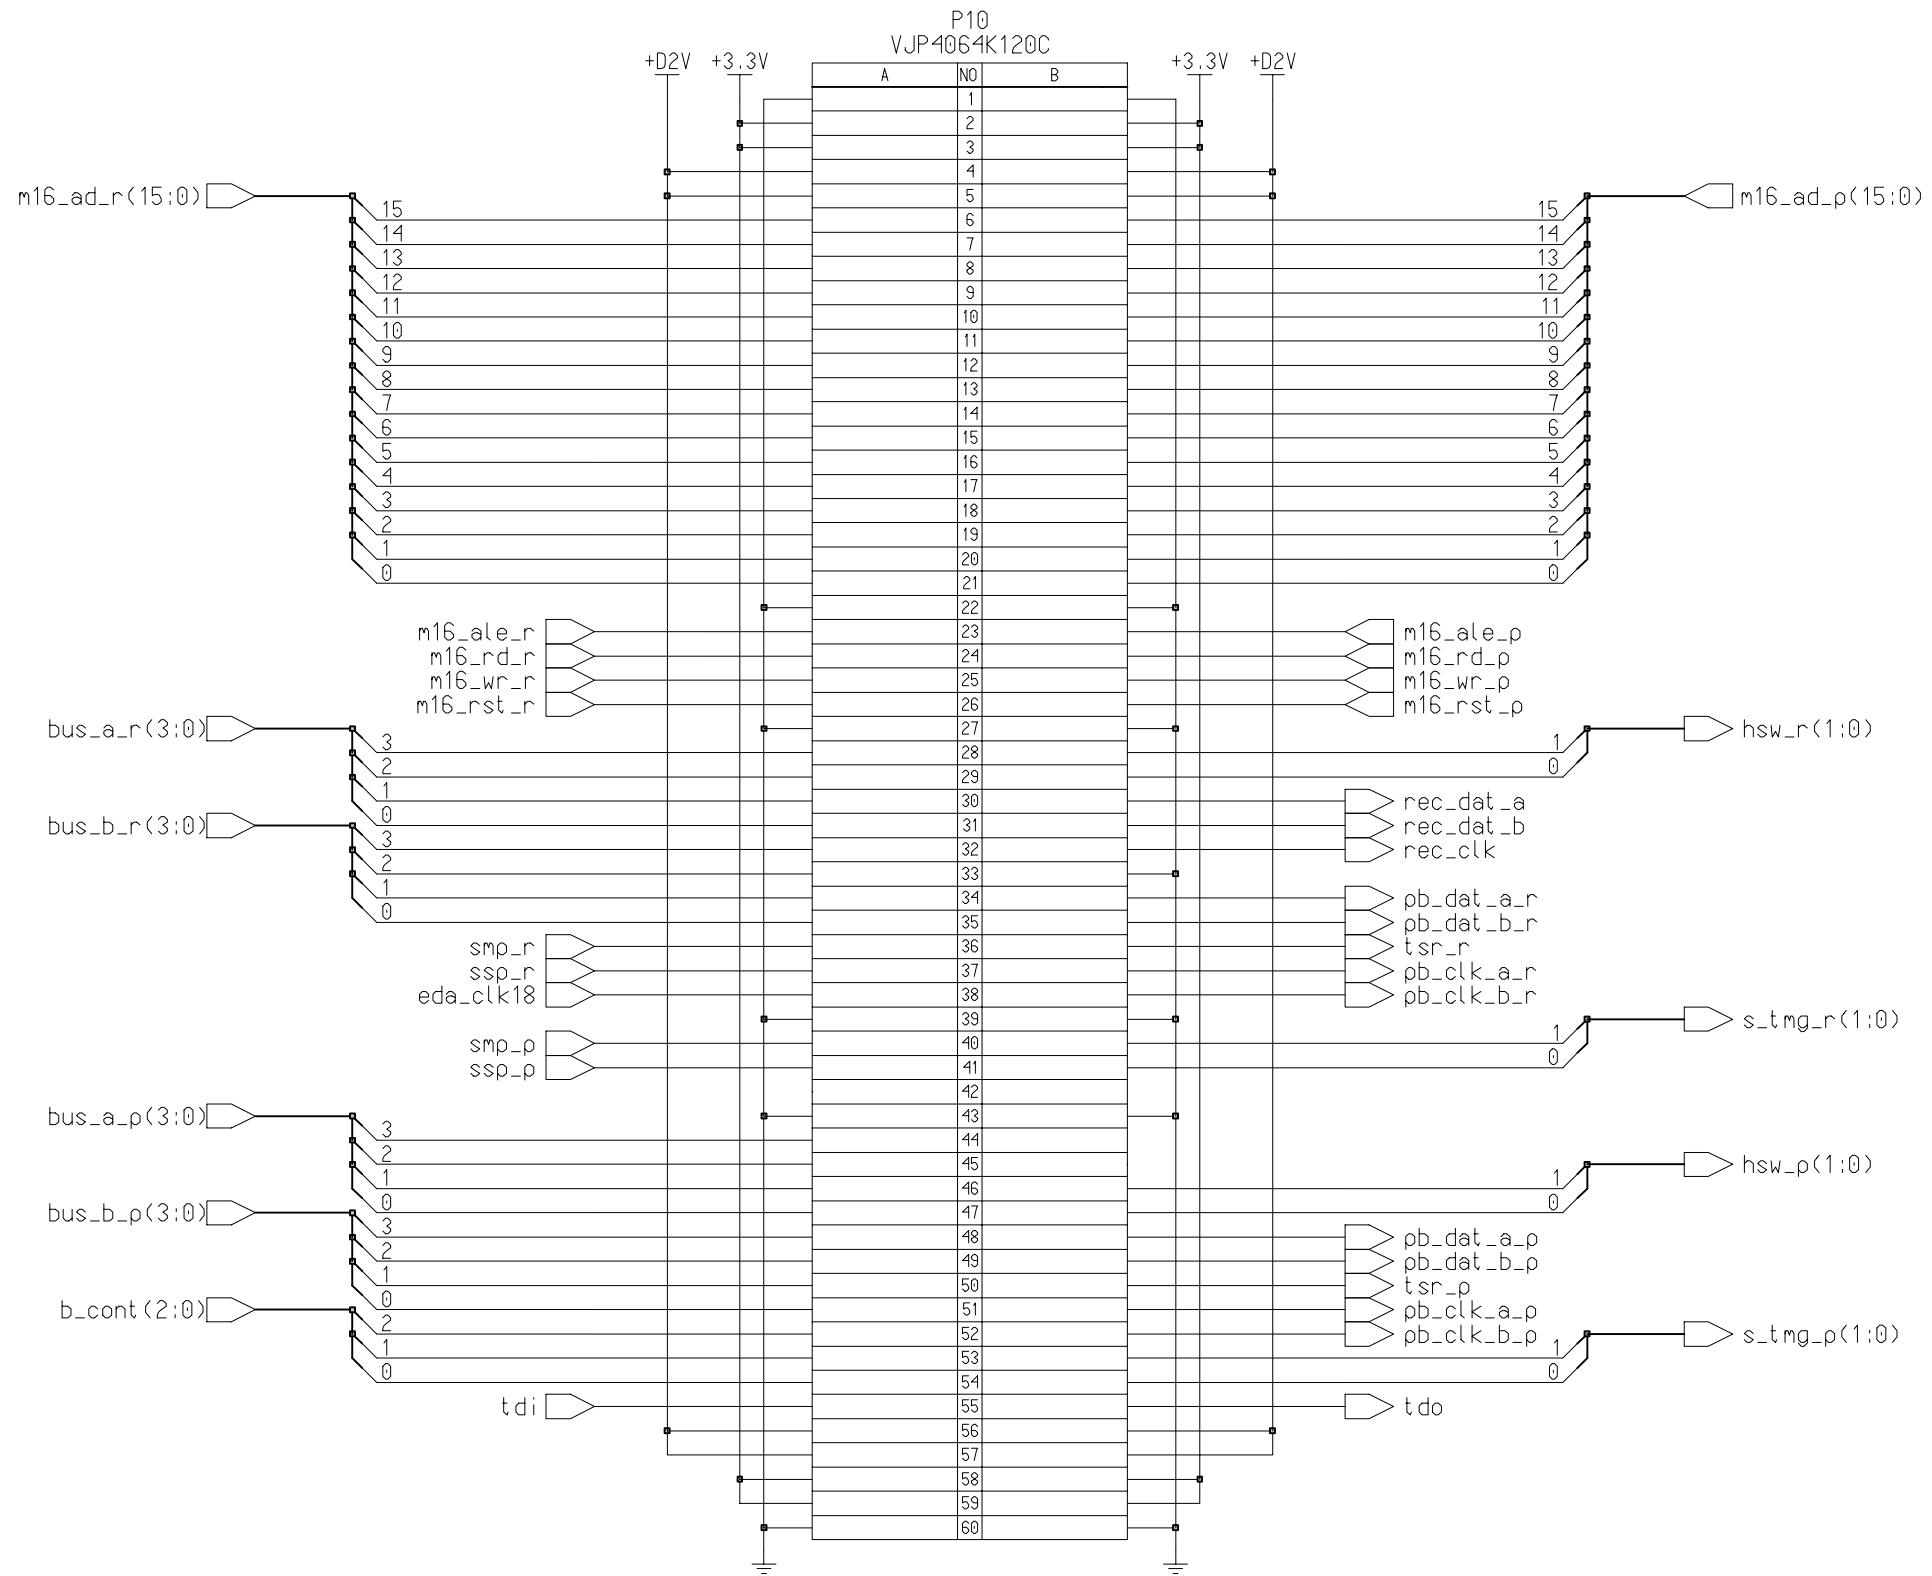 P10
VJP4064K120C
+D2V +3.3V +3.3V +D2V
A NO B
1
2
3
4
5
m16_ad_r(15:0) m16_ad_p(15:0)
15 6 15
14 7 14
13 8 13
12 9 12
11 10 11
10 11 10
9 12 9
8 13 8
7 14 7
6 15 6
5 16 5
4 17 4
3 18 3
2 19 2
1 20 1
0 21 0
22
m16_ale_r 23 m16_ale_p
m16_rd_r 24 m16_rd_p
m16_wr_r 25 m16_wr_p
m16_rst_r 26 m16_rst_p
bus_a_r(3:0) 27 hsw_r(1:0)
3 28 1
2 29 0
1 30 rec_dat_a
bus_b_r(3:0) 0 31 rec_dat_b
3 32 rec_clk
2 33
1 34 pb_dat_a_r
0 35 pb_dat_b_r
smp_r 36 tsr_r
ssp_r 37 pb_clk_a_r
eda_clk18 38 pb_clk_b_r
39 s_tmg_r(1:0)
smp_p 40 1
ssp_p 41 0
42
bus_a_p(3:0) 43
3 44
2 45 hsw_p(1:0)
1 46 1
bus_b_p(3:0) 0 47 0
3 48 pb_dat_a_p
2 49 pb_dat_b_p
1 50 tsr_p
b_cont(2:0) 0 51 pb_clk_a_p
2 52 pb_clk_b_p s_tmg_p(1:0)
1 53 1
0 54 0
tdi 55 tdo
56
57
58
59
60